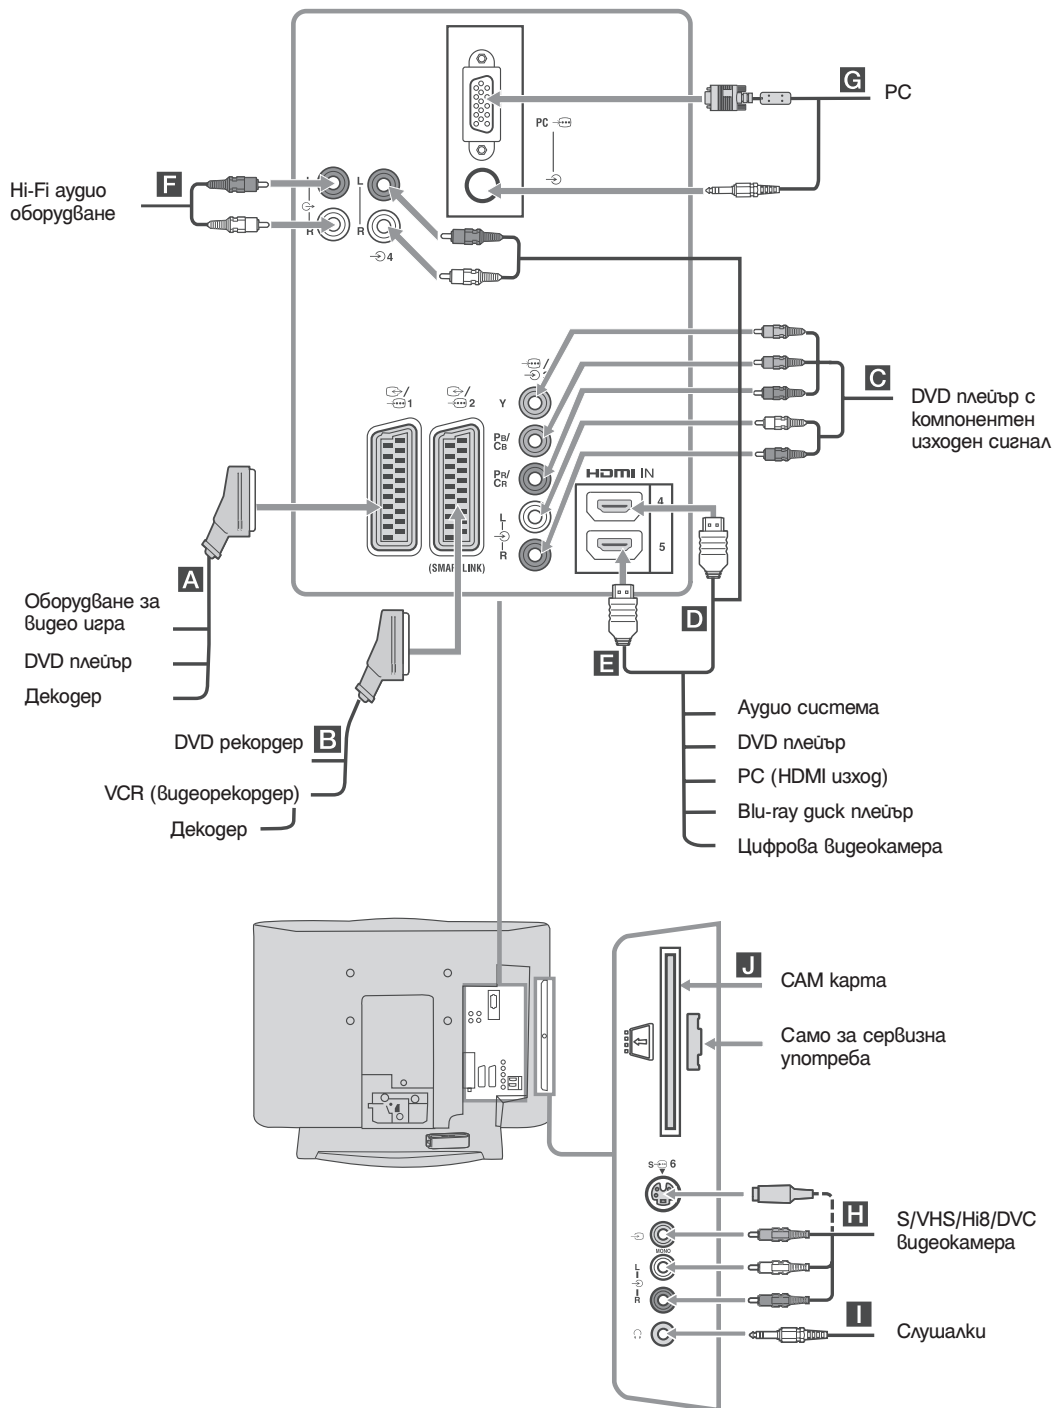 G
PC
PC
F
Hi-Fi аудио
оборудване
L
R
R
4
C
DVD плейър с
компонентен
изходен сигнал
1
2
Y
PB/
CB
PR/
CR
L
R
HDMI IN
4
5
A
Оборудване за
видео игра
DVD плейър
Декодер
B
DVD рекордер
VCR (видеорекордер)
Декодер
D
E
Аудио система
DVD плейър
PC (HDMI изход)
Blu-ray диск плейър
Цифрова видеокамера
J
CAM карта
Само за сервизна
употреба
S 6
H
S/VHS/Hi8/DVC
видеокамера
MONO
L
R
I
Слушалки